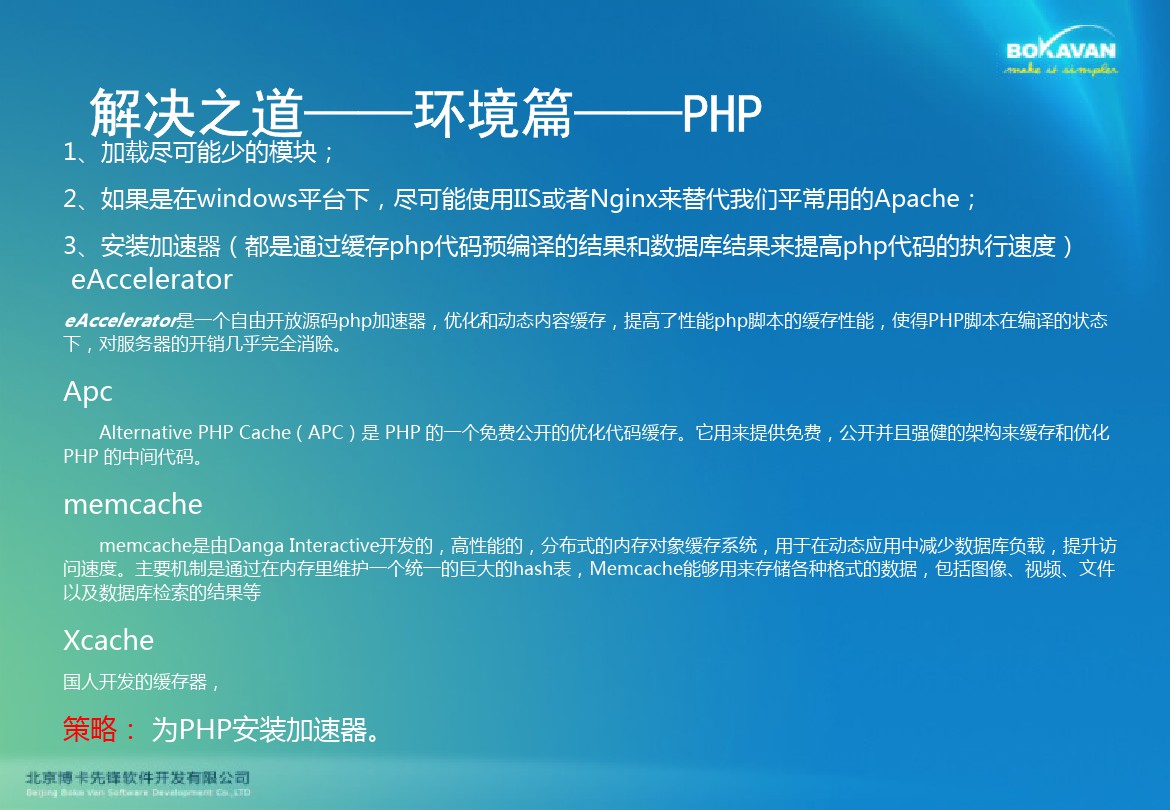 BOKAVAN
make it simpler
解决之道——环境篇——PHP
1、加载尽可能少的模块；
2、如果是在windows平台下，尽可能使用IIS或者Nginx来替代我们平常用的Apache；
3、安装加速器（都是通过缓存php代码预编译的结果和数据库结果来提高php代码的执行速度）
eAccelerator
eAccelerator是一个自由开放源码php加速器，优化和动态内容缓存，提高了性能php脚本的缓存性能，使得PHP脚本在编译的状态
下，对服务器的开销几乎完全消除。
Apc
Alternative PHP Cache（APC）是 PHP 的一个免费公开的优化代码缓存。它用来提供免费，公开并且强健的架构来缓存和优化
PHP 的中间代码。
memcache
memcache是由Danga Interactive开发的，高性能的，分布式的内存对象缓存系统，用于在动态应用中减少数据库负载，提升访
问速度。主要机制是通过在内存里维护一个统一的巨大的hash表，Memcache能够用来存储各种格式的数据，包括图像、视频、文件
以及数据库检索的结果等
Xcache
国人开发的缓存器，
策略： 为PHP安装加速器。
北京博卡先锋软件开发有限公司
Beijing Boka Van Software Development Co.,LTD